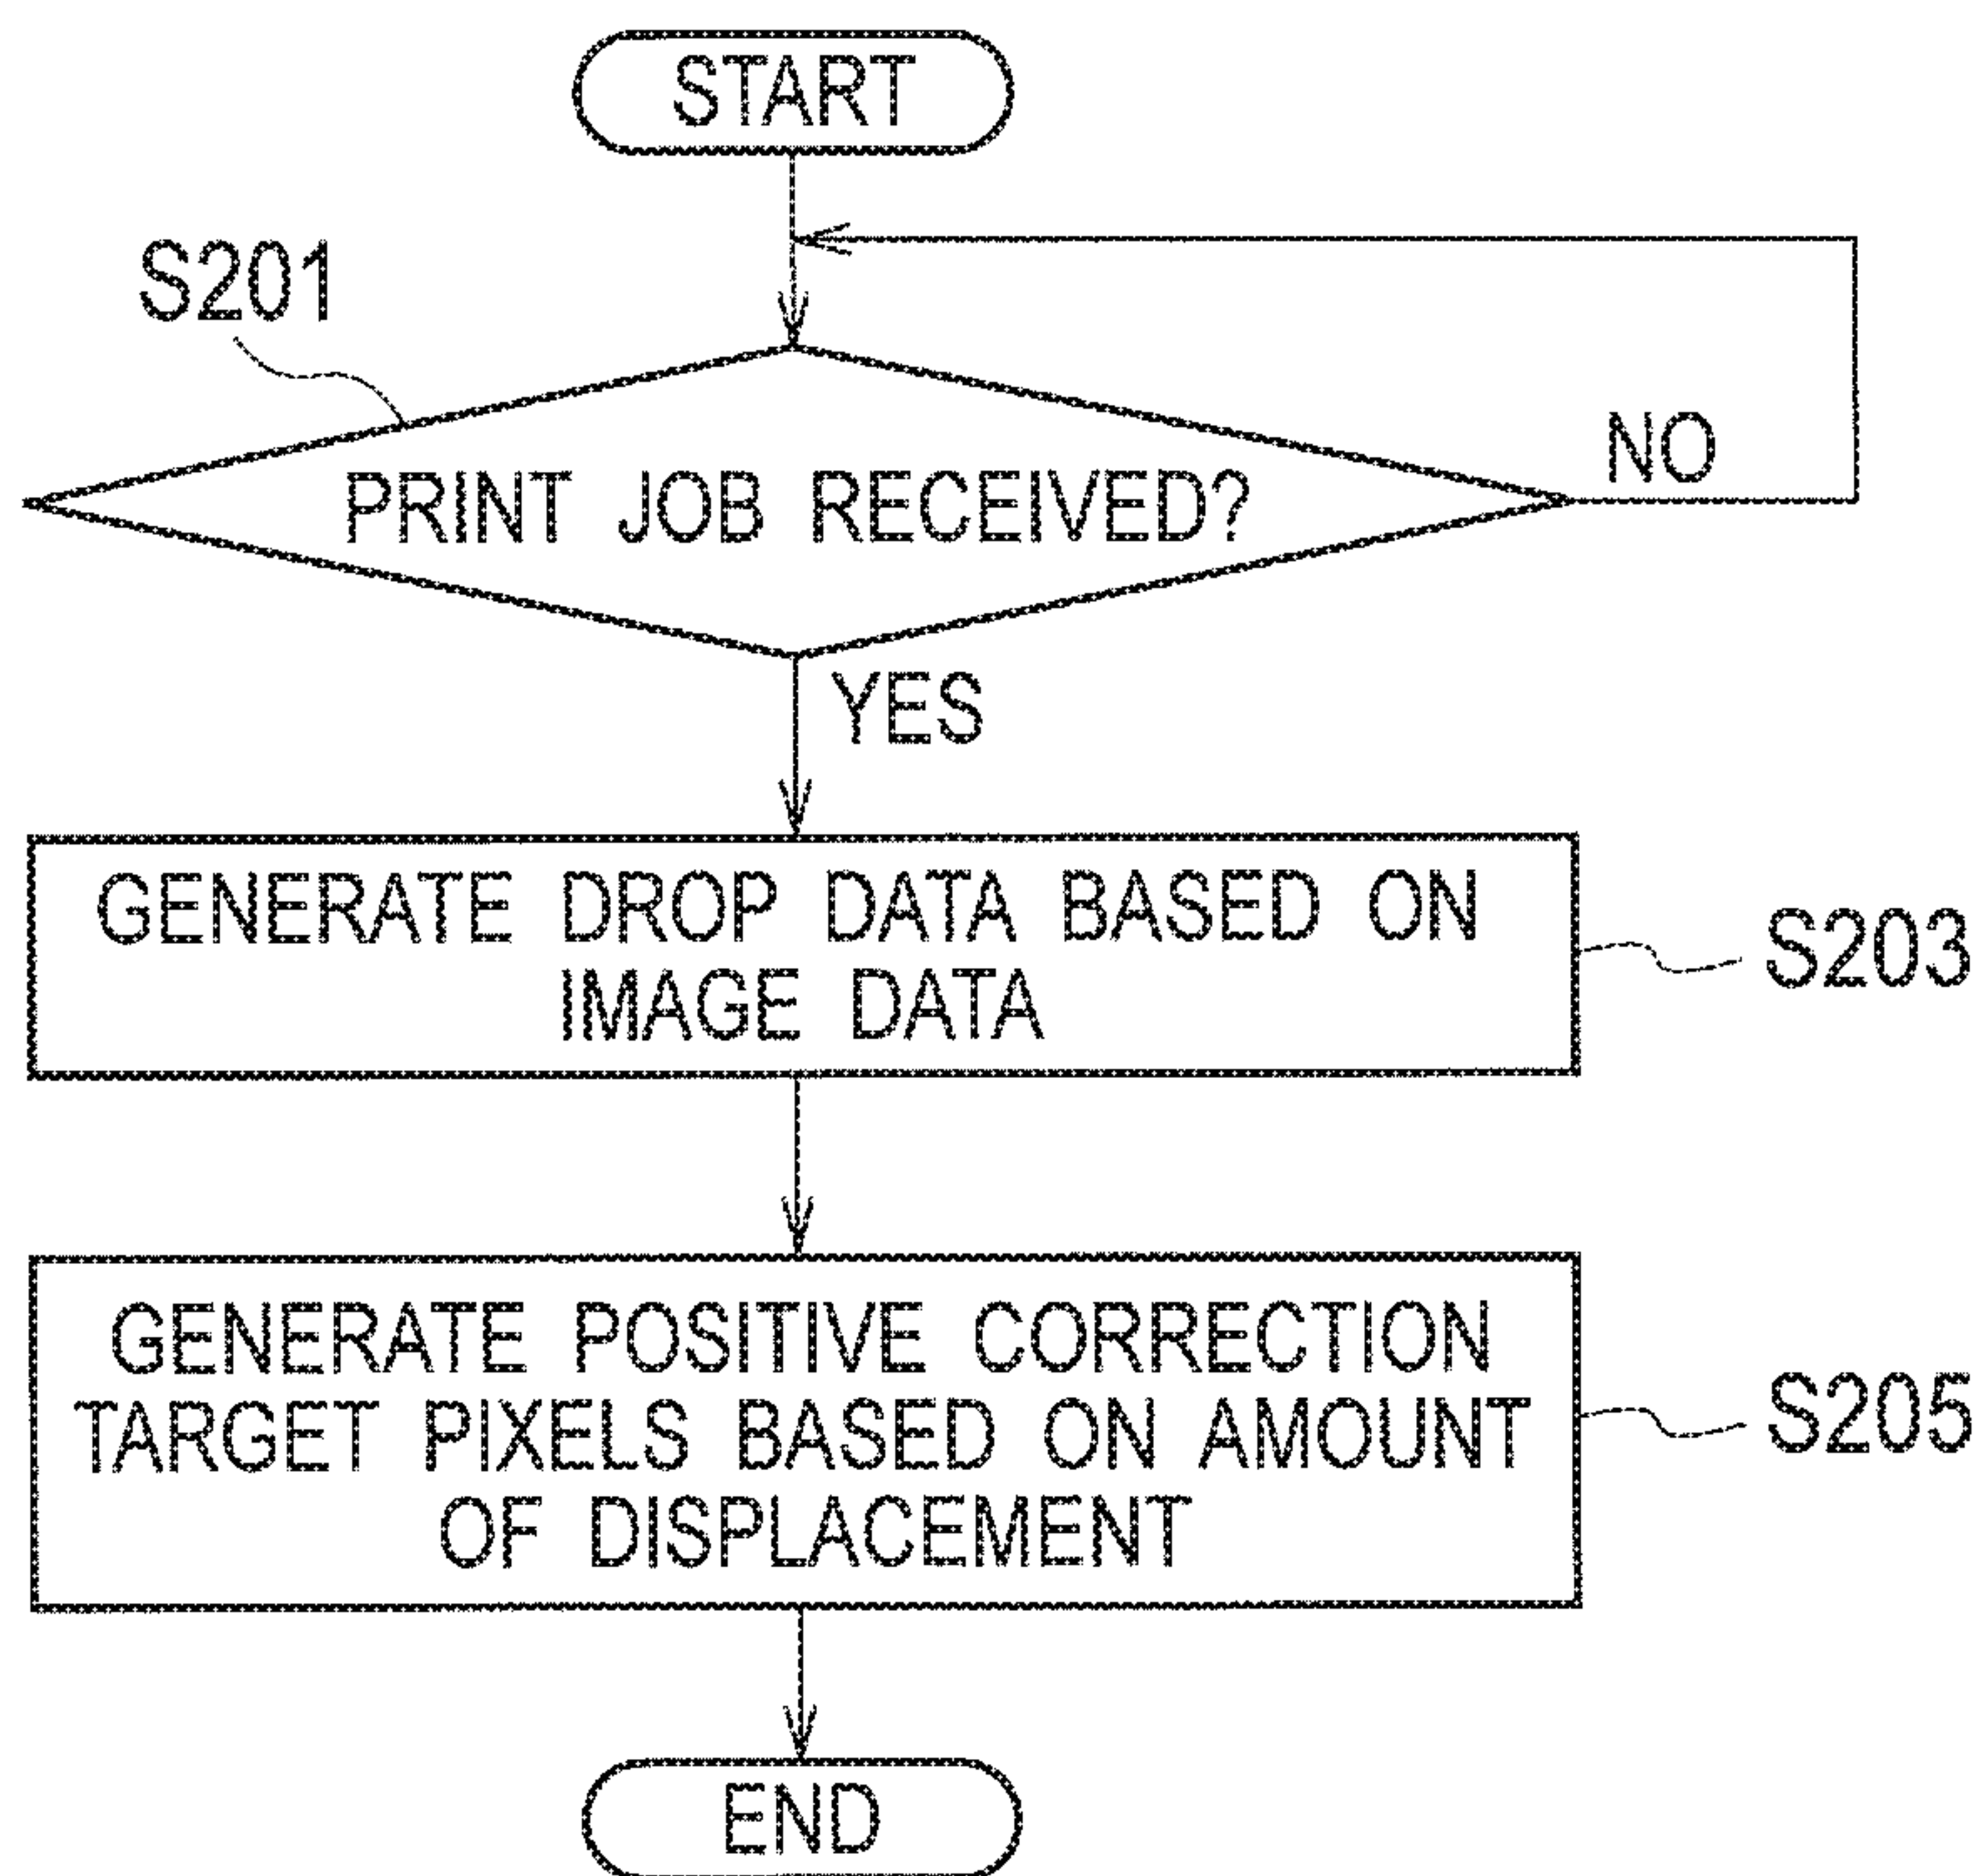 START
S201
PRINT JOB RECEIVED?
NO
YES
GENERATE DROP DATA BASED ON
IMAGE DATA
S203
GENERATE POSITIVE CORRECTION
TARGET PIXELS BASED ON AMOUNT
OF DISPLACEMENT
S205
END